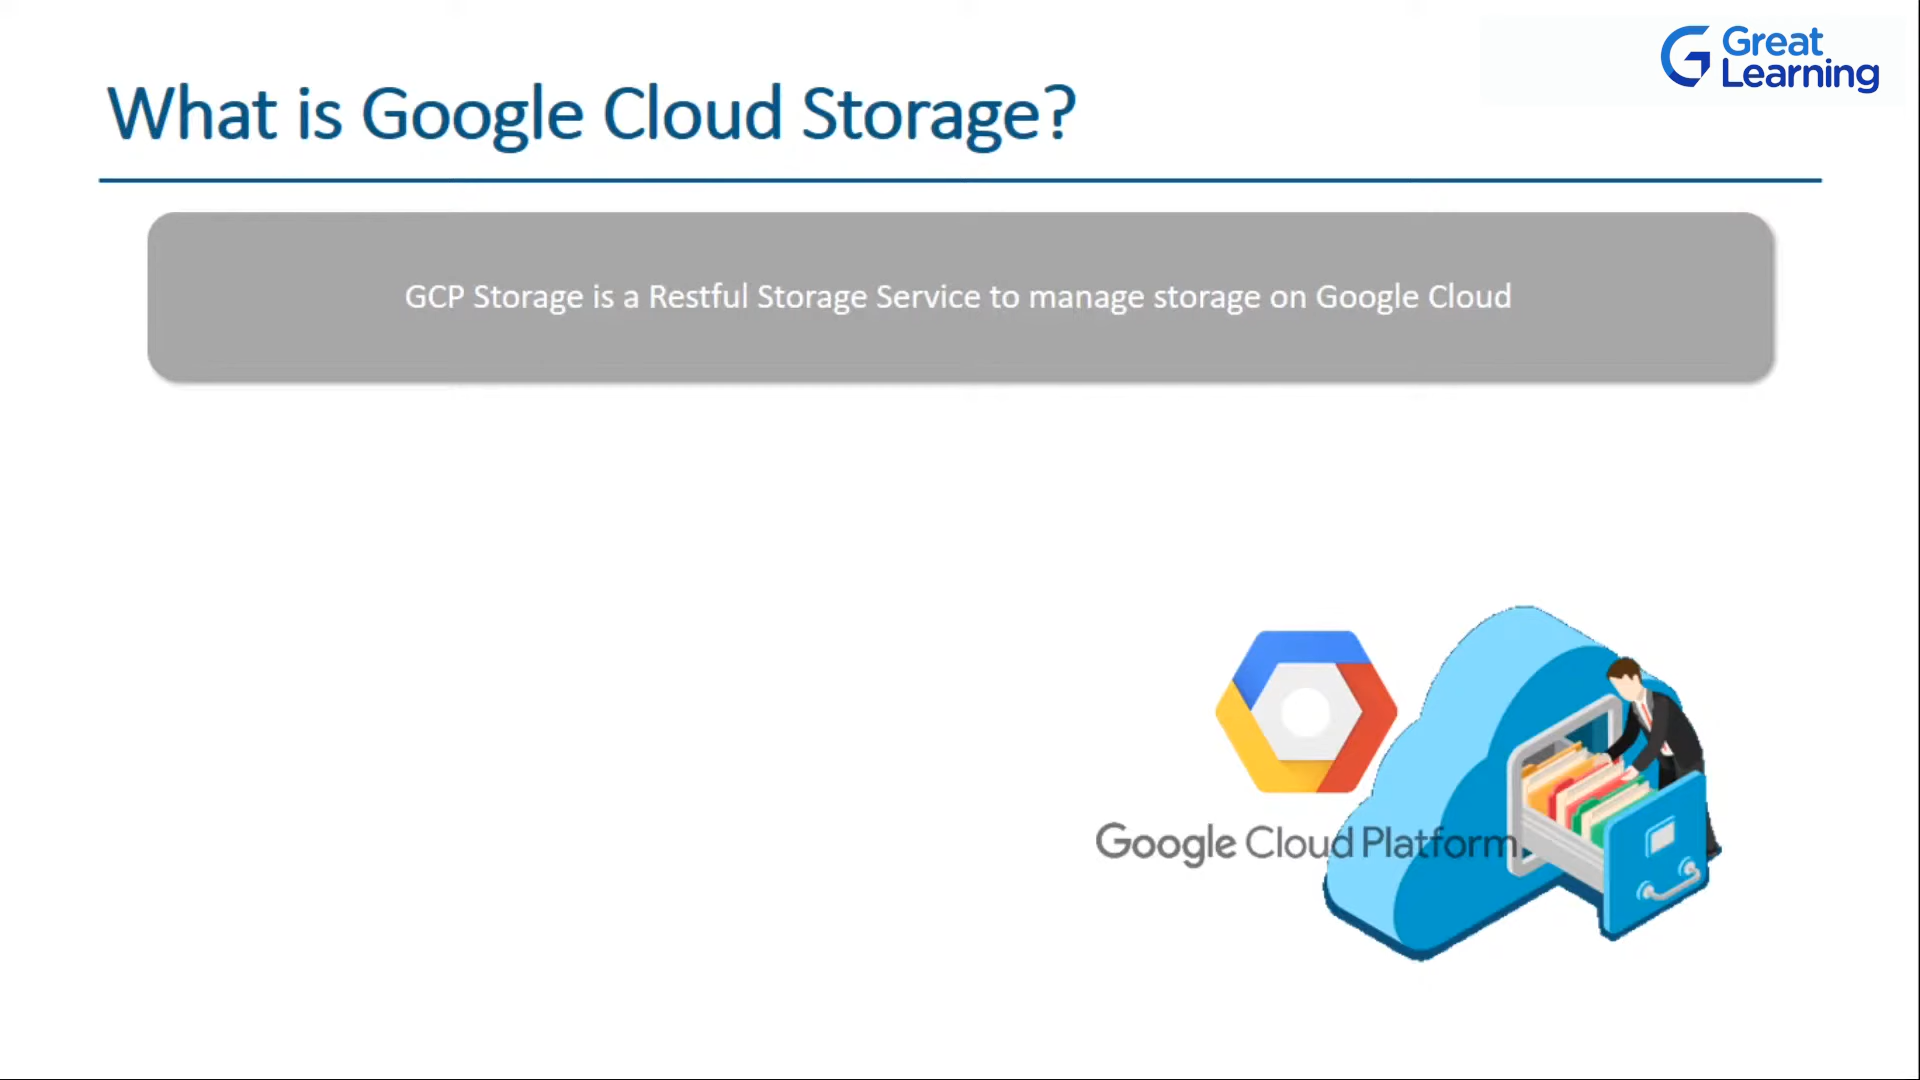 Great
Learning
What is Google Cloud Storage?
GCP Storage is a Restful Storage Service to manage storage on Google Cloud
Google Cloud Platform